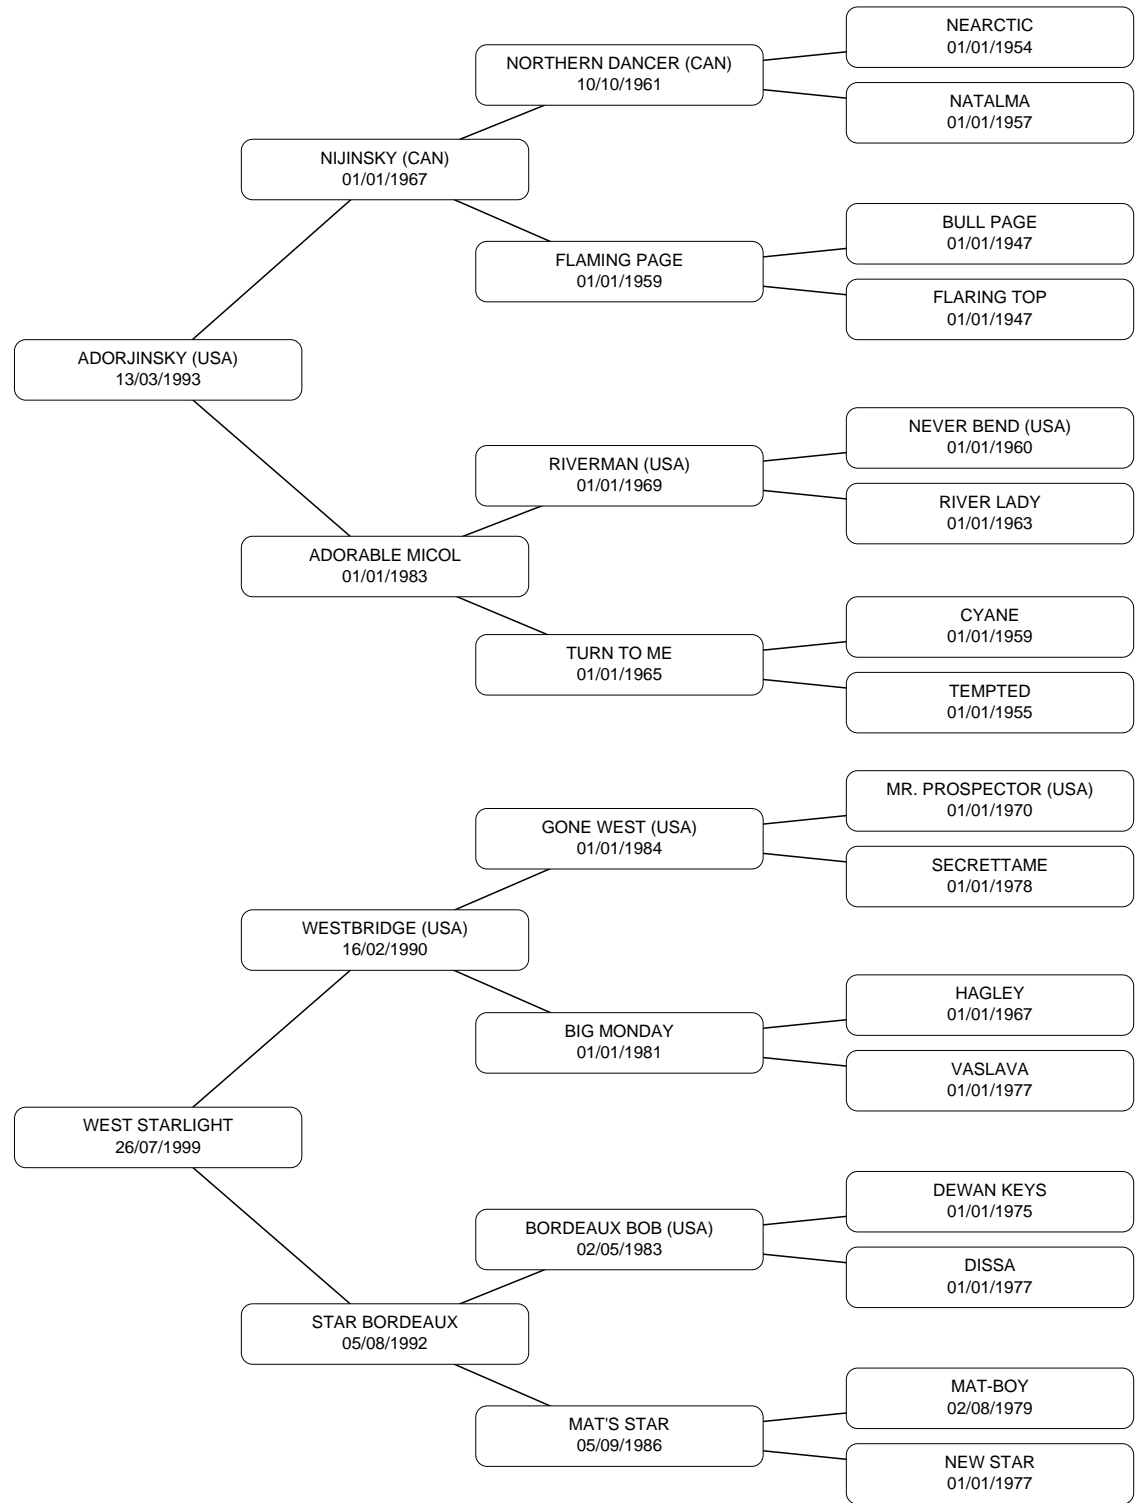 NEARCTIC
01/01/1954
NORTHERN DANCER (CAN)
10/10/1961
NATALMA
01/01/1957
NIJINSKY (CAN)
01/01/1967
BULL PAGE
01/01/1947
FLAMING PAGE
01/01/1959
FLARING TOP
01/01/1947
ADORJINSKY (USA)
13/03/1993
NEVER BEND (USA)
01/01/1960
RIVERMAN (USA)
01/01/1969
RIVER LADY
01/01/1963
ADORABLE MICOL
01/01/1983
CYANE
01/01/1959
TURN TO ME
01/01/1965
TEMPTED
01/01/1955
MR. PROSPECTOR (USA)
01/01/1970
GONE WEST (USA)
01/01/1984
SECRETTAME
01/01/1978
WESTBRIDGE (USA)
16/02/1990
HAGLEY
01/01/1967
BIG MONDAY
01/01/1981
VASLAVA
01/01/1977
WEST STARLIGHT
26/07/1999
DEWAN KEYS
01/01/1975
BORDEAUX BOB (USA)
02/05/1983
DISSA
01/01/1977
STAR BORDEAUX
05/08/1992
MAT-BOY
02/08/1979
MAT'S STAR
05/09/1986
NEW STAR
01/01/1977